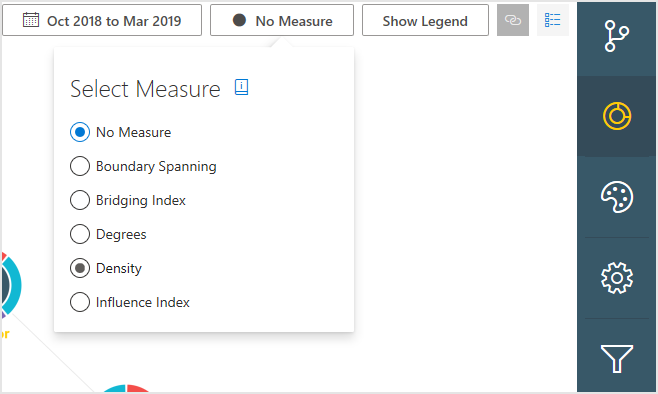 Oct 2018 to Mar 2019
No Measure
Show Legend
Select Measure
No Measure
Boundary Spanning
Bridging Index
Degrees
Density
Influence Index
or